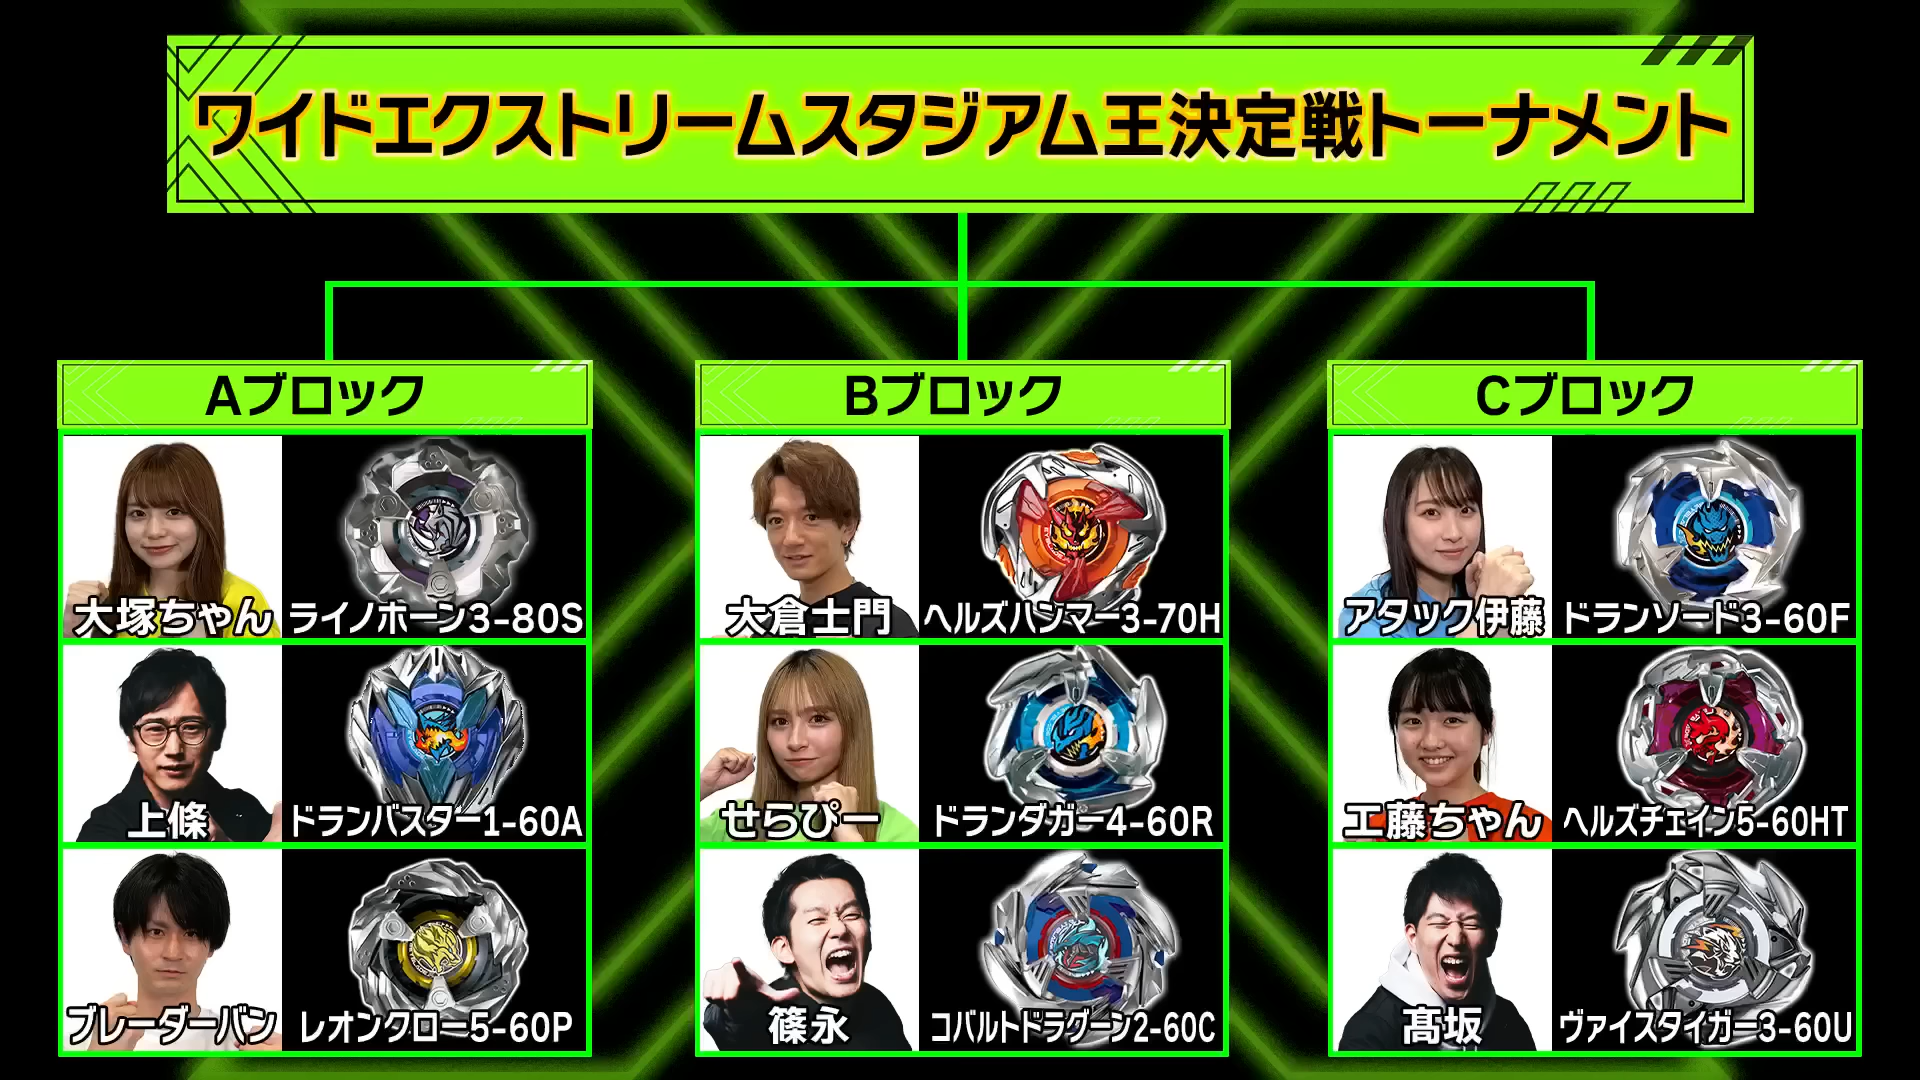 ワイドエクストリームスタジアム王決定戦トーナメント
Aブロック
大塚ちゃん
ライノホーン3-80S
上條
ドランバスター1-60A
ブレーダーバン
レオンクロー5-60P
Bブロック
大倉士門
ヘルズハンマー3-70H
せらぴー
ドランダガー4-60R
篠永
コバルトドラグーン2-60C
Cブロック
アタック伊藤
ドランソード3-60F
工藤ちゃん
ヘルズチェイン5-60HT
髙坂
ヴァイスタイガー3-60U